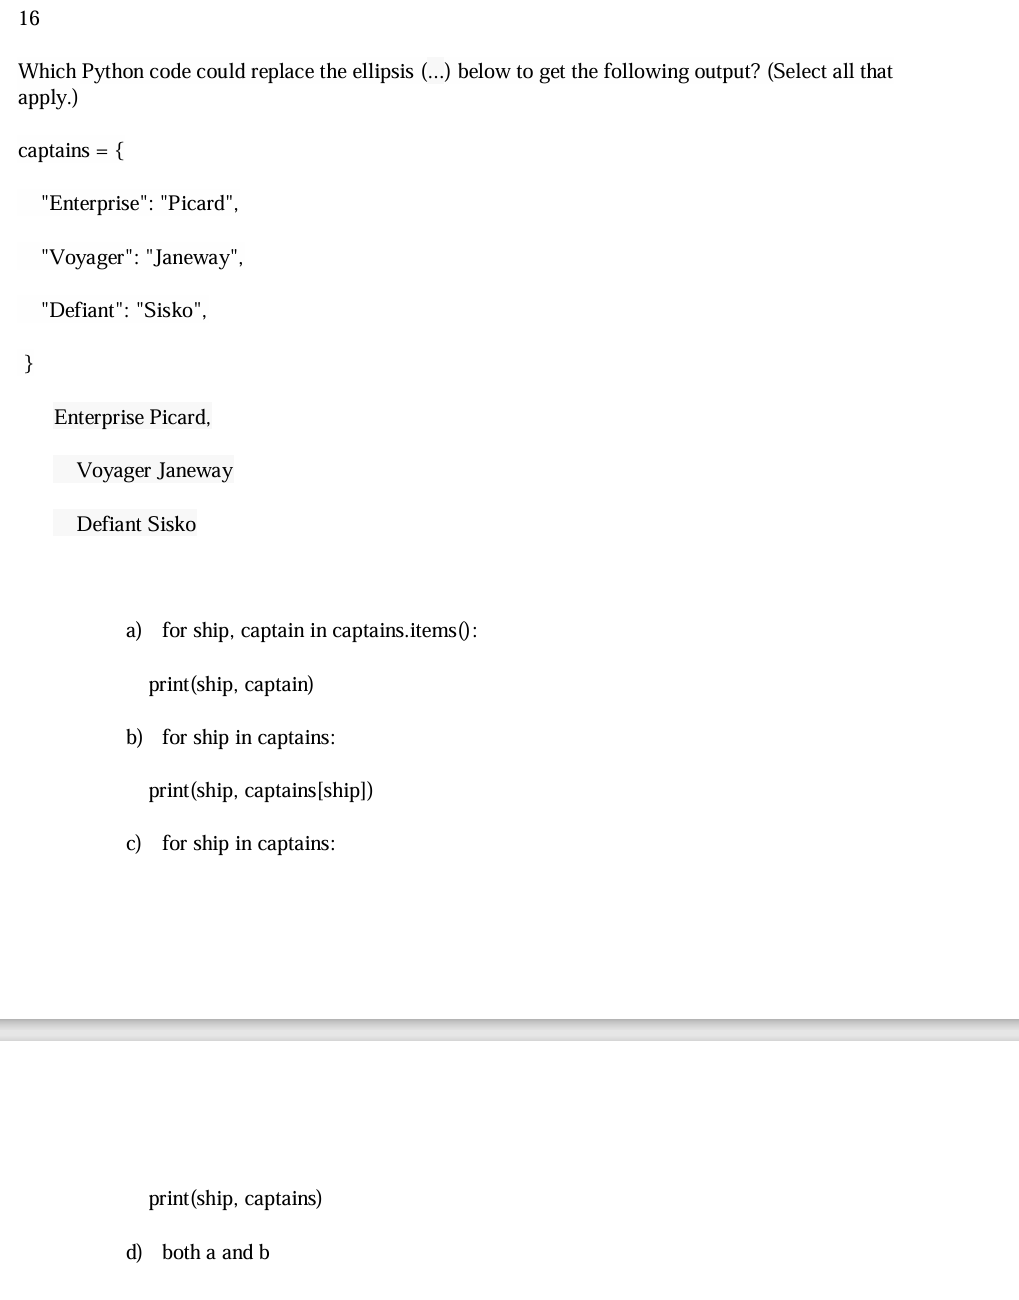 16
Which Python code could replace the ellipsis (...) below to get the following output? (Select all that
apply.)
captains = {
"Enterprise": "Picard",
"Voyager": "Janeway",
"Defiant": "Sisko",
}
Enterprise Picard,
Voyager Janeway
Defiant Sisko
a) for ship, captain in captains.items():
print(ship, captain)
b) for ship in captains:
print(ship, captains[ship])
c) for ship in captains:
print(ship, captains)
d) both a and b